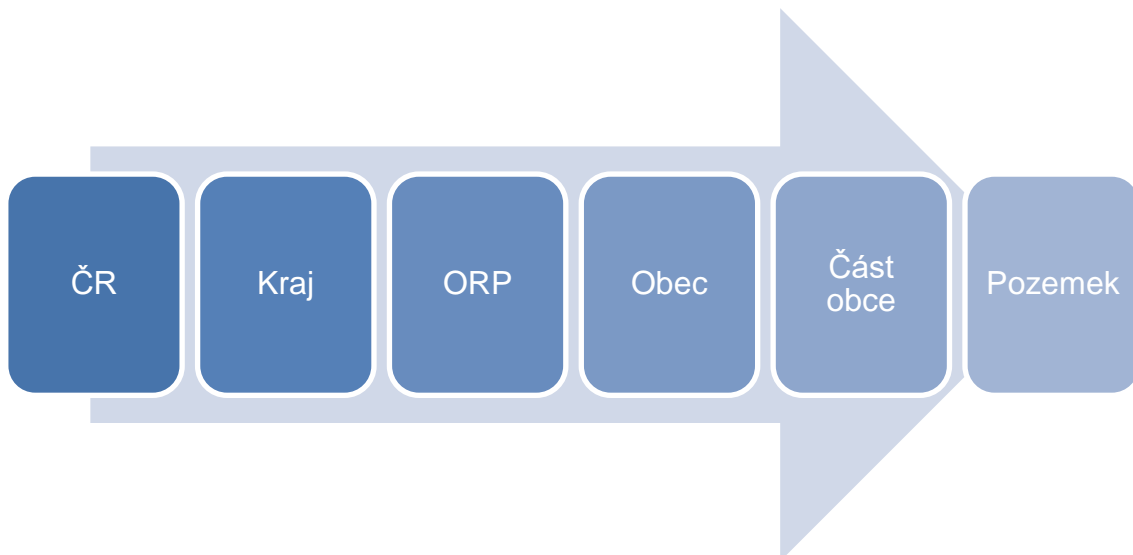 ČR
Kraj
ORP
Obec
Část
obce
Pozemek